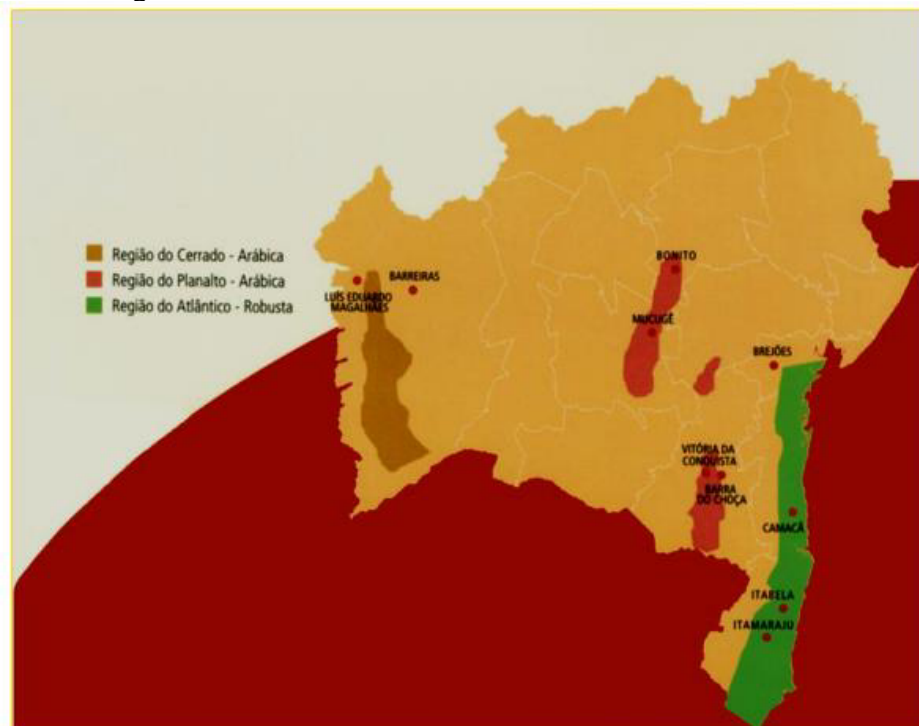 Região do Cerrado - Arábica
Região do Planalto - Arábica
Região do Atlântico - Robusta
LUÍS EDUARDO
MAGALHÃES
BARREIRAS
BONITO
MUCUGÊ
BREJÕES
VITÓRIA DA
CONQUISTA
BARRA
DO CHOÇA
CAMACÃ
ITABELA
ITAMARAJU